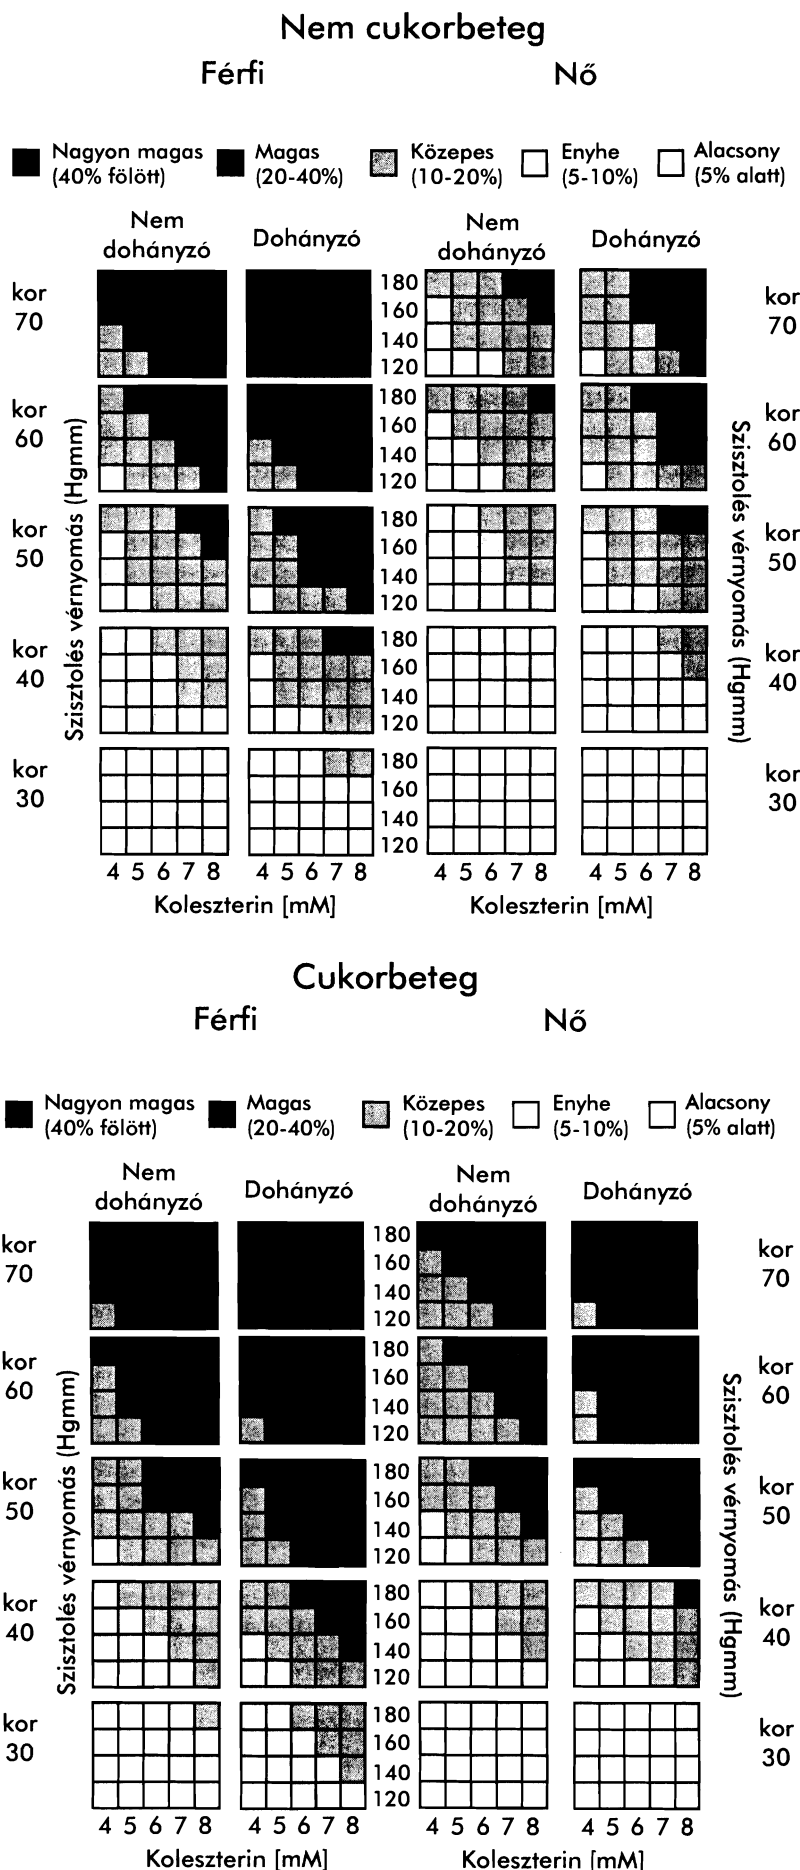 Nem cukorbeteg
Férfi Nő
Nagyon magas Magas Közepes Enyhe Alacsony
(40% fölött) (20-40%) (10-20%) (5-10%) (5% alatt)
Nem dohányzó Dohányzó Nem dohányzó Dohányzó
kor 70 180 160 140 120 kor 70
kor 60 180 160 140 120 kor 60
kor 50 180 160 140 120 kor 50
kor 40 180 160 140 120 kor 40
kor 30 180 160 140 120 kor 30
Szisztolés vérnyomás (Hgmm)
Szisztolés vérnyomás (Hgmm)
4 5 6 7 8 4 5 6 7 8 4 5 6 7 8 4 5 6 7 8
Koleszterin [mM] Koleszterin [mM]
Cukorbeteg
Férfi Nő
Nagyon magas Magas Közepes Enyhe Alacsony
(40% fölött) (20-40%) (10-20%) (5-10%) (5% alatt)
Nem dohányzó Dohányzó Nem dohányzó Dohányzó
kor 70 180 160 140 120 kor 70
kor 60 180 160 140 120 kor 60
kor 50 180 160 140 120 kor 50
kor 40 180 160 140 120 kor 40
kor 30 180 160 140 120 kor 30
Szisztolés vérnyomás (Hgmm)
Szisztolés vérnyomás (Hgmm)
4 5 6 7 8 4 5 6 7 8 4 5 6 7 8 4 5 6 7 8
Koleszterin [mM] Koleszterin [mM]